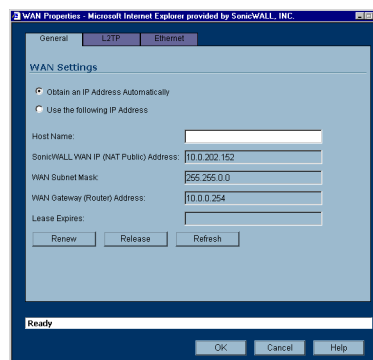 WAN Properties - Microsoft Internet Explorer provided by SonicWALL, INC.
General L2TP Ethernet
WAN Settings
Obtain an IP Address Automatically
Use the following IP Address
Host Name:
SonicWALL WAN IP (NAT Public) Address: 10.0.202.152
WAN Subnet Mask: 255.255.0.0
WAN Gateway (Router) Address: 10.0.0.254
Lease Expires:
Renew Release Refresh
Ready
OK Cancel Help